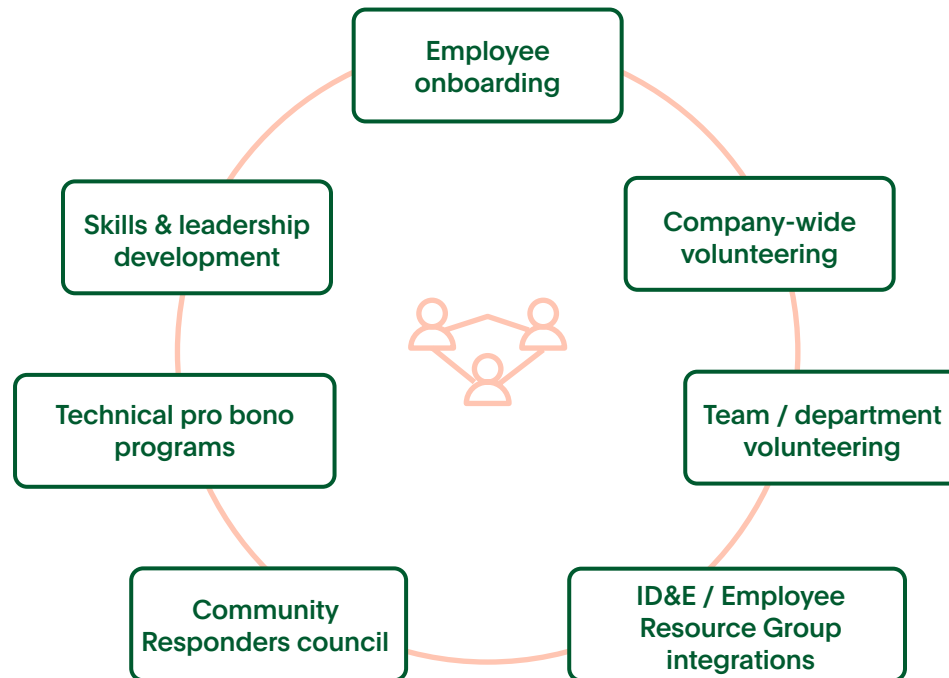 Employee
onboarding
Company-wide
volunteering
Team / department
volunteering
ID&E / Employee
Resource Group
integrations
Community
Responders council
Technical pro bono
programs
Skills & leadership
development